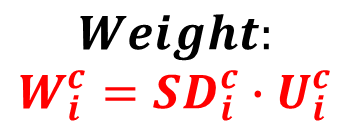 Weight:
W_i^c = SD_i^c · U_i^c